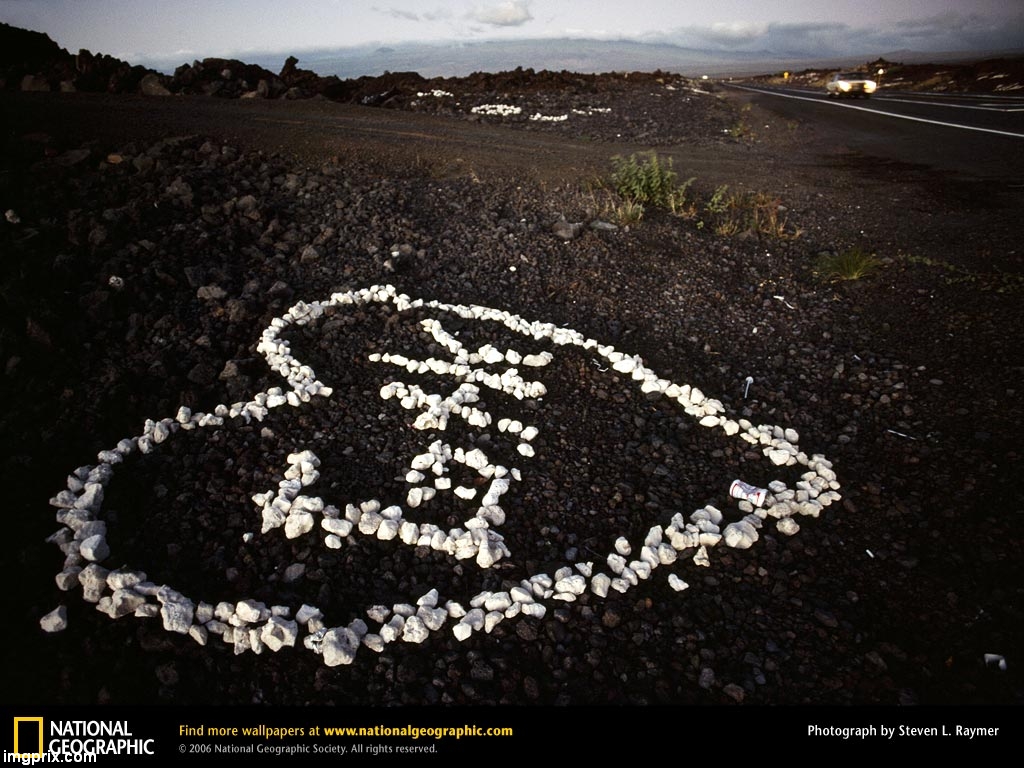 NATIONAL
GEOGRAPHIC
Find more wallpapers at www.nationalgeographic.com
© 2006 National Geographic Society. All rights reserved.
Photograph by Steven L. Raymer
imgprix.com